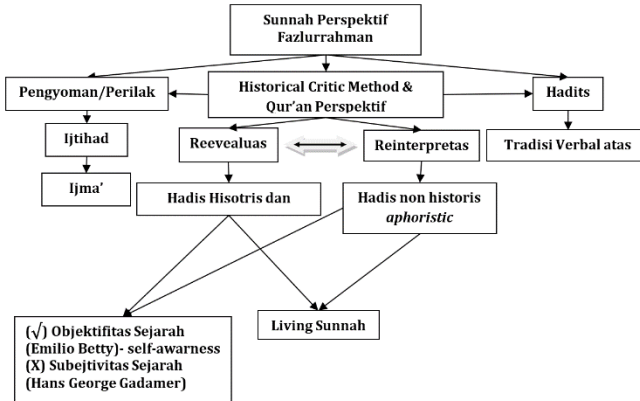 Sunnah Perspektif
Fazlurrahman
Pengyoman/Perilak
Historical Critic Method &
Qur'an Perspektif
Hadits
Ijtihad
Reevaluas
Reinterpretas
Tradisi Verbal atas
Ijma'
Hadis Hisotris dan
Hadis non historis
aphoristic
(√) Objektifitas Sejarah
(Emilio Betty)- self-awarness
(X) Subejtivitas Sejarah
(Hans George Gadamer)
Living Sunnah